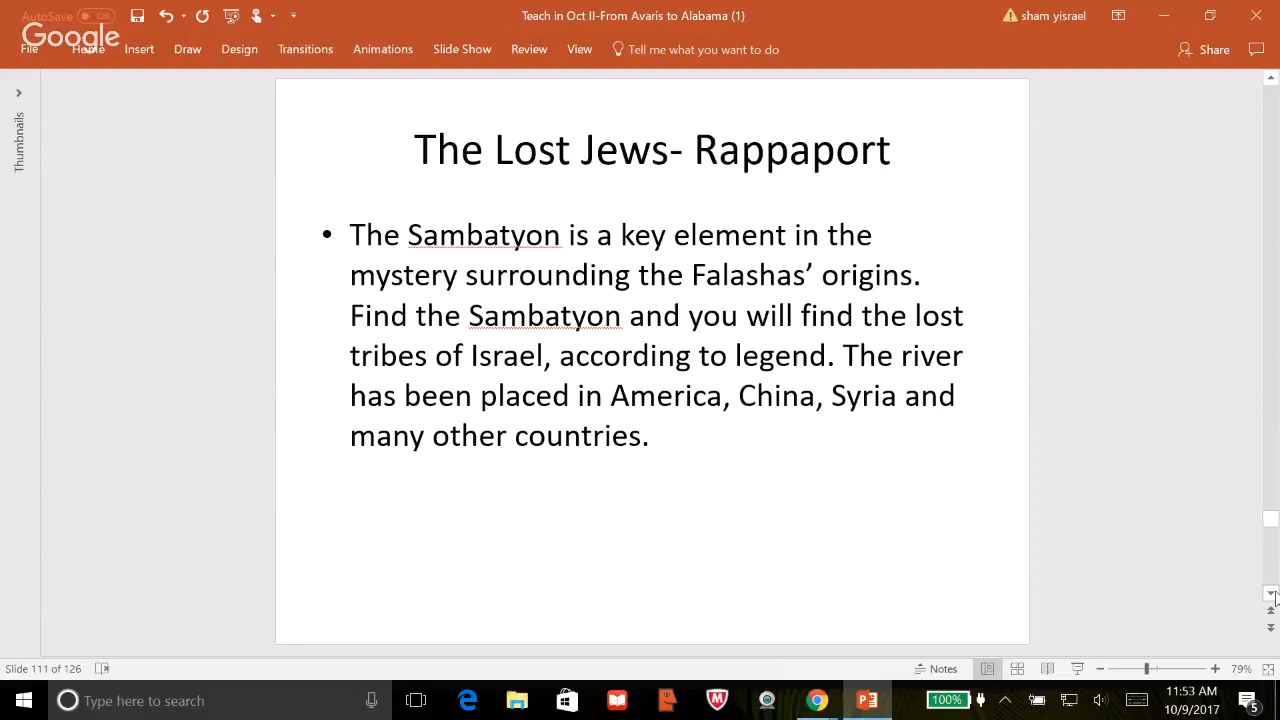 AutoSave Off
Teach in Oct II-From Avaris to Alabama (1)
sham yisrael
Google
File Home Insert Draw Design Transitions Animations Slide Show Review View Tell me what you want to do
Share
Thumbnails
The Lost Jews- Rappaport
• The Sambatyon is a key element in the
mystery surrounding the Falashas’ origins.
Find the Sambatyon and you will find the lost
tribes of Israel, according to legend. The river
has been placed in America, China, Syria and
many other countries.
Slide 111 of 126
Notes
79%
Type here to search
100%
11:53 AM
10/9/2017
5